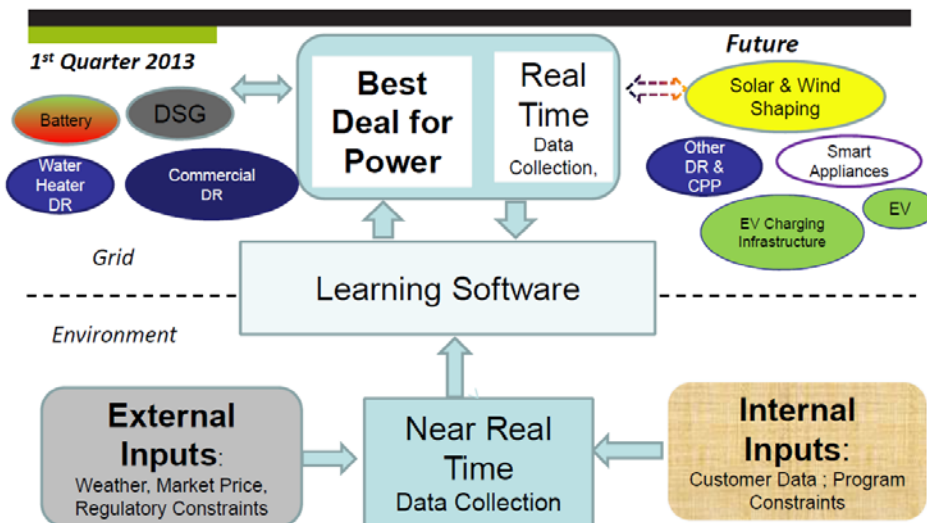 1st Quarter 2013
Battery
DSG
Water
Heater
DR
Commercial
DR
Best
Deal for
Power
Real
Time
Data
Collection,
Future
Solar & Wind
Shaping
Other
DR &
CPP
Smart
Appliances
EV
EV Charging
Infrastructure
Grid
Learning Software
Environment
External
Inputs:
Weather, Market Price,
Regulatory Constraints
Near Real
Time
Data Collection
Internal
Inputs:
Customer Data ; Program
Constraints